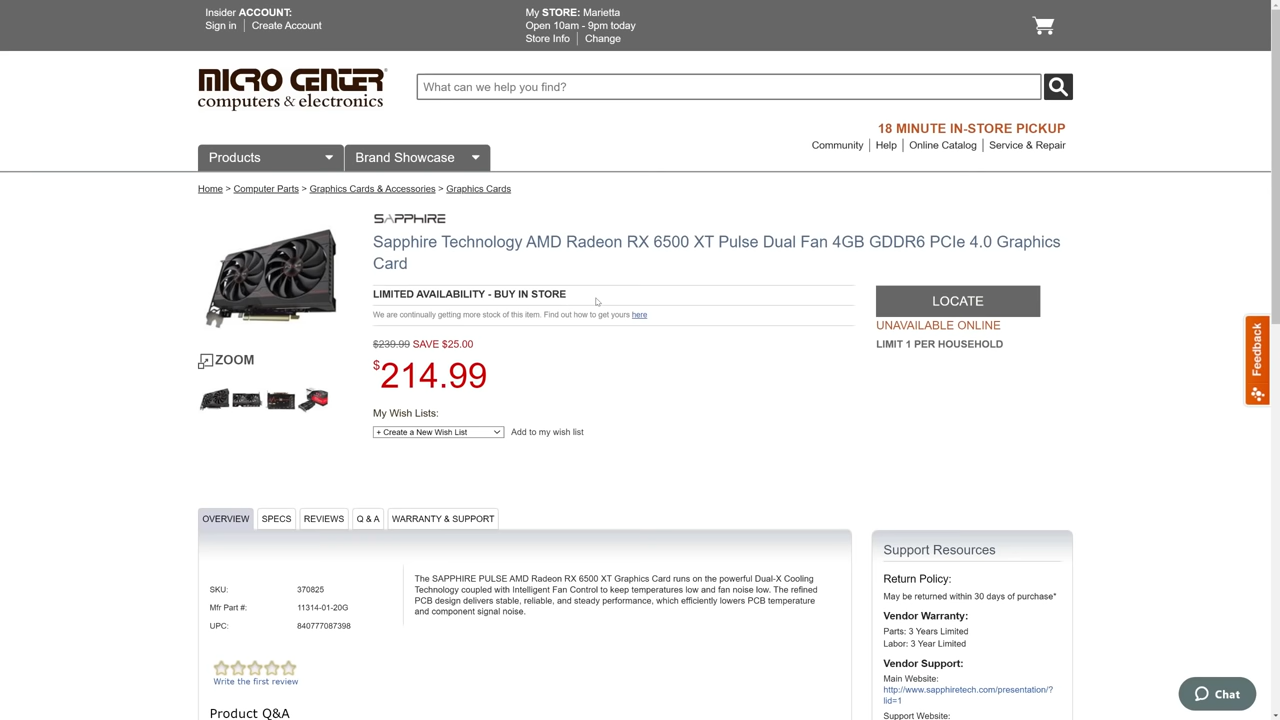 Insider ACCOUNT:
Sign in
Create Account
My STORE: Marietta
Open 10am - 9pm today
Store Info
Change
MICRO CENTER
computers & electronics
What can we help you find?
18 MINUTE IN-STORE PICKUP
Community
Help
Online Catalog
Service & Repair
Products
Brand Showcase
Home > Computer Parts > Graphics Cards & Accessories > Graphics Cards
SAPPHIRE
Sapphire Technology AMD Radeon RX 6500 XT Pulse Dual Fan 4GB GDDR6 PCIe 4.0 Graphics
Card
LIMITED AVAILABILITY - BUY IN STORE
We are continually getting more stock of this item. Find out how to get yours here
$239.99 SAVE $25.00
$214.99
My Wish Lists:
+ Create a New Wish List
Add to my wish list
LOCATE
UNAVAILABLE ONLINE
LIMIT 1 PER HOUSEHOLD
Feedback
ZOOM
OVERVIEW
SPECS
REVIEWS
Q & A
WARRANTY & SUPPORT
SKU: 370825
Mfr Part #: 11314-01-20G
UPC: 840777087398
The SAPPHIRE PULSE AMD Radeon RX 6500 XT Graphics Card runs on the powerful Dual-X Cooling
Technology coupled with Intelligent Fan Control to keep temperatures low and fan noise low. The refined
PCB design delivers stable, reliable, and steady performance, which efficiently lowers PCB temperature
and component signal noise.
Write the first review
Product Q&A
Support Resources
Return Policy:
May be returned within 30 days of purchase*
Vendor Warranty:
Parts: 3 Years Limited
Labor: 3 Year Limited
Vendor Support:
Main Website:
http://www.sapphiretech.com/presentation/?
lid=1
Support Website:
Chat